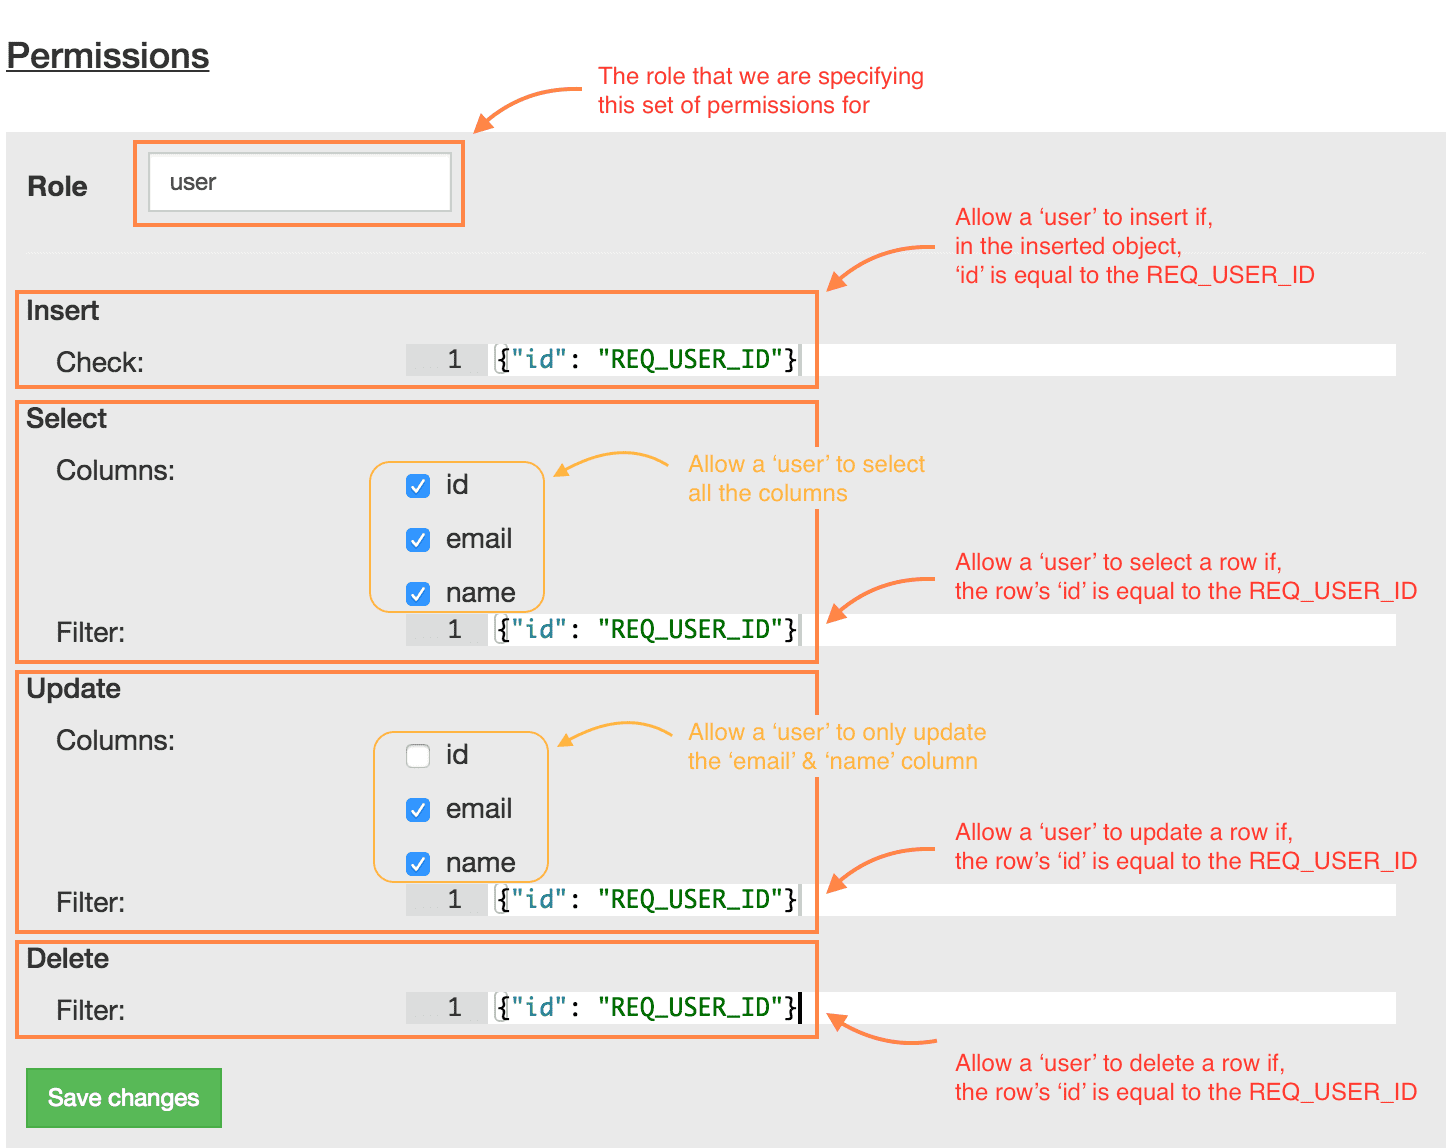 Permissions
The role that we are specifying
this set of permissions for
Role
user
Allow a ‘user’ to insert if,
in the inserted object,
‘id’ is equal to the REQ_USER_ID
Insert
Check:
1 {"id": "REQ_USER_ID"}
Select
Columns:
id
email
name
Allow a ‘user’ to select
all the columns
Allow a ‘user’ to select a row if,
the row’s ‘id’ is equal to the REQ_USER_ID
Filter:
1 {"id": "REQ_USER_ID"}
Update
Columns:
id
email
name
Allow a ‘user’ to only update
the ‘email’ & ‘name’ column
Allow a ‘user’ to update a row if,
the row’s ‘id’ is equal to the REQ_USER_ID
Filter:
1 {"id": "REQ_USER_ID"}
Delete
Filter:
1 {"id": "REQ_USER_ID"}
Allow a ‘user’ to delete a row if,
the row’s ‘id’ is equal to the REQ_USER_ID
Save changes